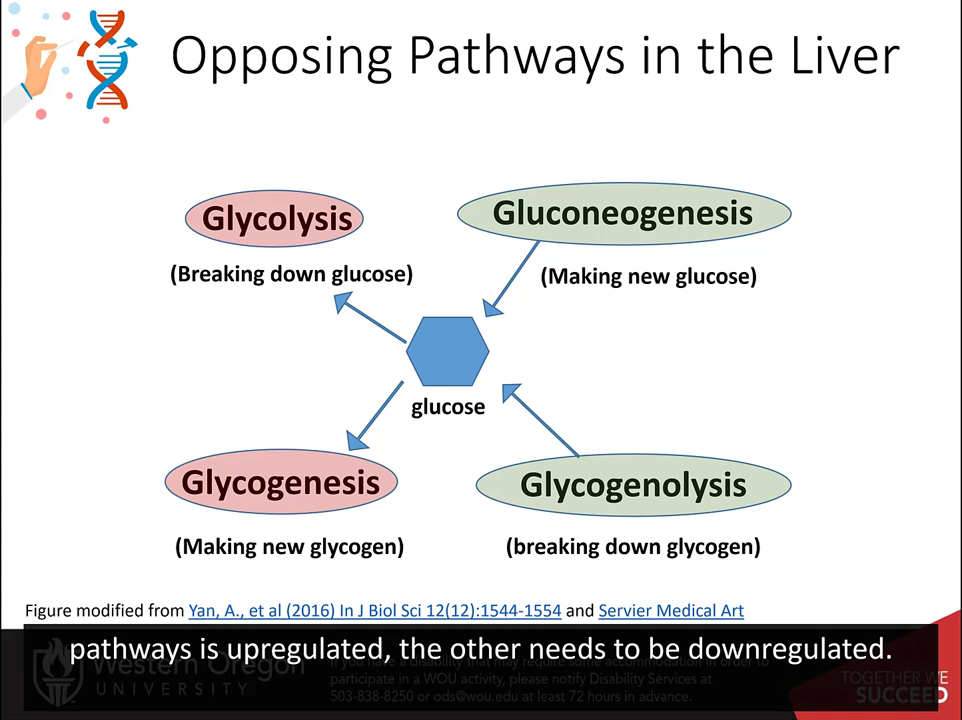 Opposing Pathways in the Liver
Glycolysis
Gluconeogenesis
(Breaking down glucose)
(Making new glucose)
glucose
Glycogenesis
Glycogenolysis
(Making new glycogen)
(breaking down glycogen)
Figure modified from Yan, A., et al (2016) In J Biol Sci 12(12):1544-1554 and Servier Medical Art
pathways is upregulated, the other needs to be downregulated.
Western Oregon
UNIVERSITY
If you have a disability that may require some accommodation in order to
participate in a WOU activity, please notify Disability Services at
503-838-8250 or ods@wou.edu at least 72 hours in advance.
TOGETHER WE
SUCCEED